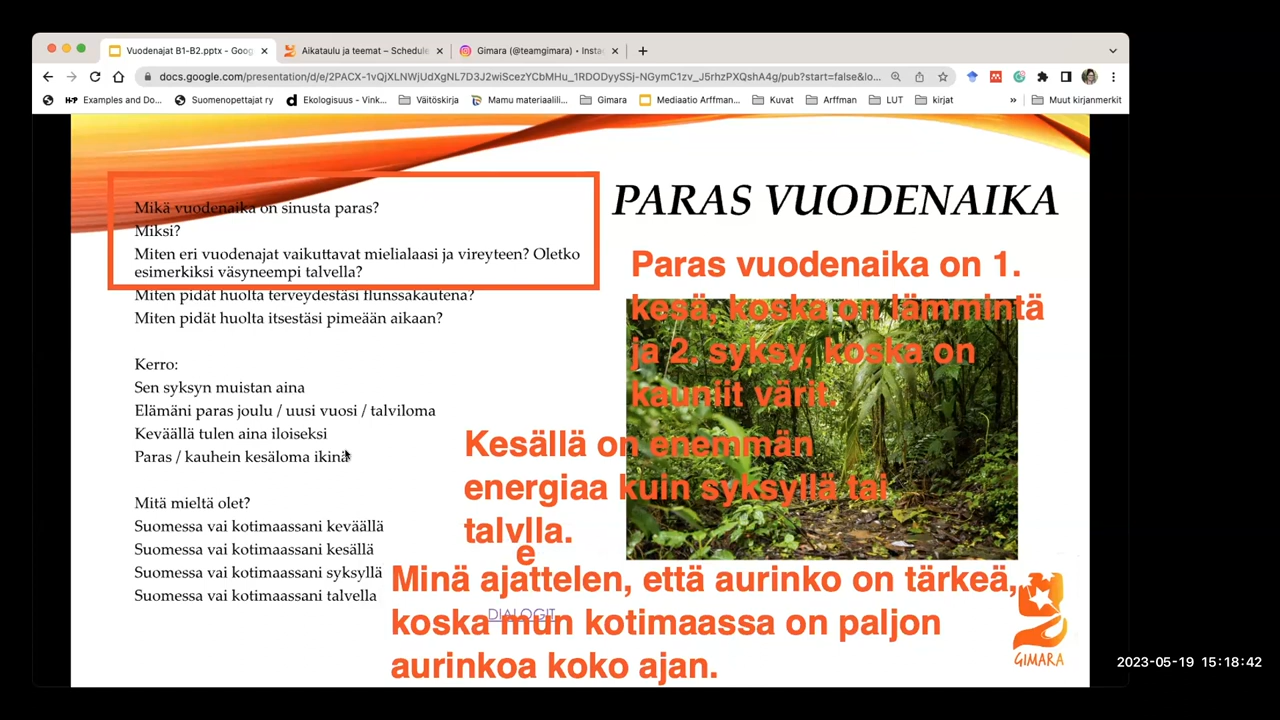 Vuodenajat B1-B2.pptx - Goog
Aikataulu ja teemat – Schedule
Gimara (@teamgimara) • Insta
docs.google.com/presentation/d/e/2PACX-1vQjXLNWjUdXgNL7D3J2wiScezYCbMHu_1RDODyySSj-NGymC1zv_J5rhzPXQshA4g/pub?start=false&lo...
Examples and Do...
Suomenopettajat ry
Ekologisuus - Vink...
Väitöskirja
Mamu materiaalil...
Gimara
Mediaatio Arffman...
Kuvat
Arffman
LUT
kirjat
»
Muut kirjanmerkit
PARAS VUODENAIKA
Mikä vuodenaika on sinusta paras?
Miksi?
Miten eri vuodenajat vaikuttavat mielialaasi ja vireyteen? Oletko
esimerkiksi väsyneempi talvella?
Miten pidät huolta terveydestäsi flunssakautena?
Miten pidät huolta itsestäsi pimeään aikaan?
Kerro:
Sen syksyn muistan aina
Elämäni paras joulu / uusi vuosi / talviloma
Keväällä tulen aina iloiseksi
Paras / kauhein kesäloma ikinä
Mitä mieltä olet?
Suomessa vai kotimaassani keväällä
Suomessa vai kotimaassani kesällä
Suomessa vai kotimaassani syksyllä
Suomessa vai kotimaassani talvella
Paras vuodenaika on 1.
kesä, koska on lämmintä
ja 2. syksy, koska on
kauniit värit.
Kesällä on enemmän
energiaa kuin syksyllä tai
talvlla.
e
Minä ajattelen, että aurinko on tärkeä,
koska mun kotimaassa on paljon
aurinkoa koko ajan.
DIALOGIT
GIMARA
2023-05-19 15:18:42